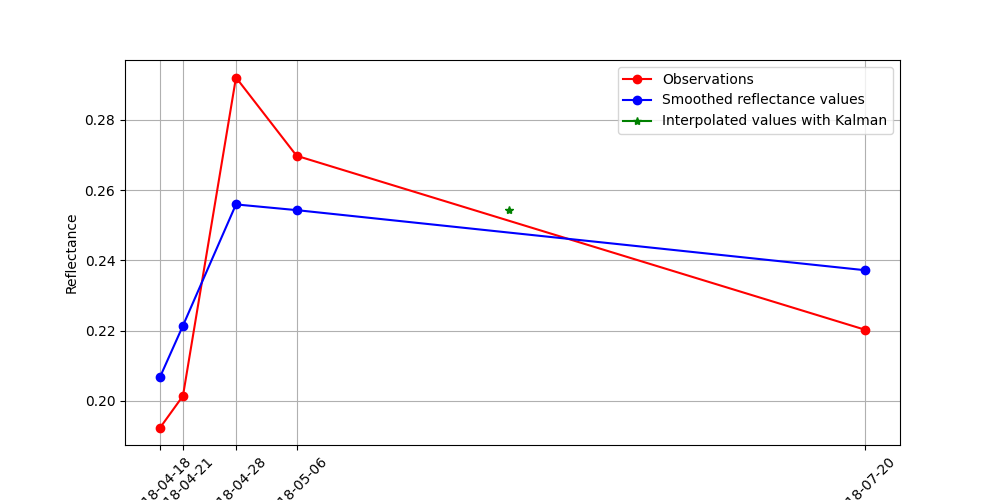 Observations
Smoothed reflectance values
Interpolated values with Kalman
0.28
0.26
0.24
0.22
0.20
Reflectance
18-04-18
18-04-21
18-04-28
18-05-06
18-07-20